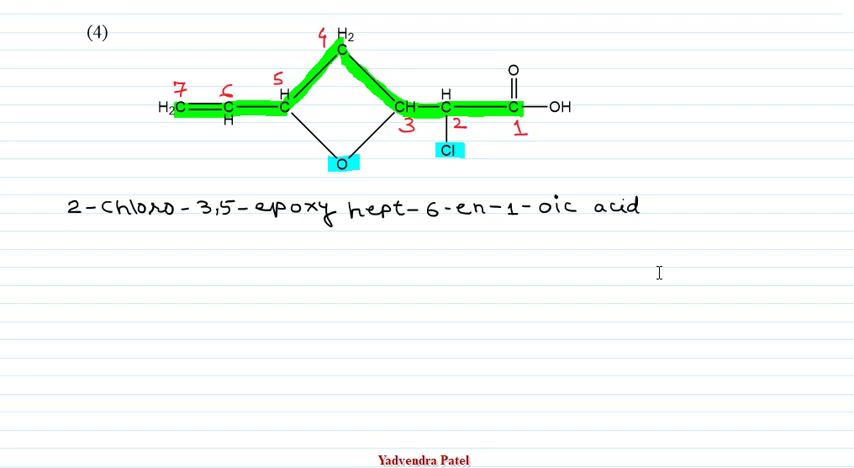 (4)
4 H2
C
O
7 6 5 H H
H2C C C CH C C OH
H 3 2 1
O Cl
2-chloro-3,5-epoxy hept-6-en-1-oic acid
Yadvendra Patel